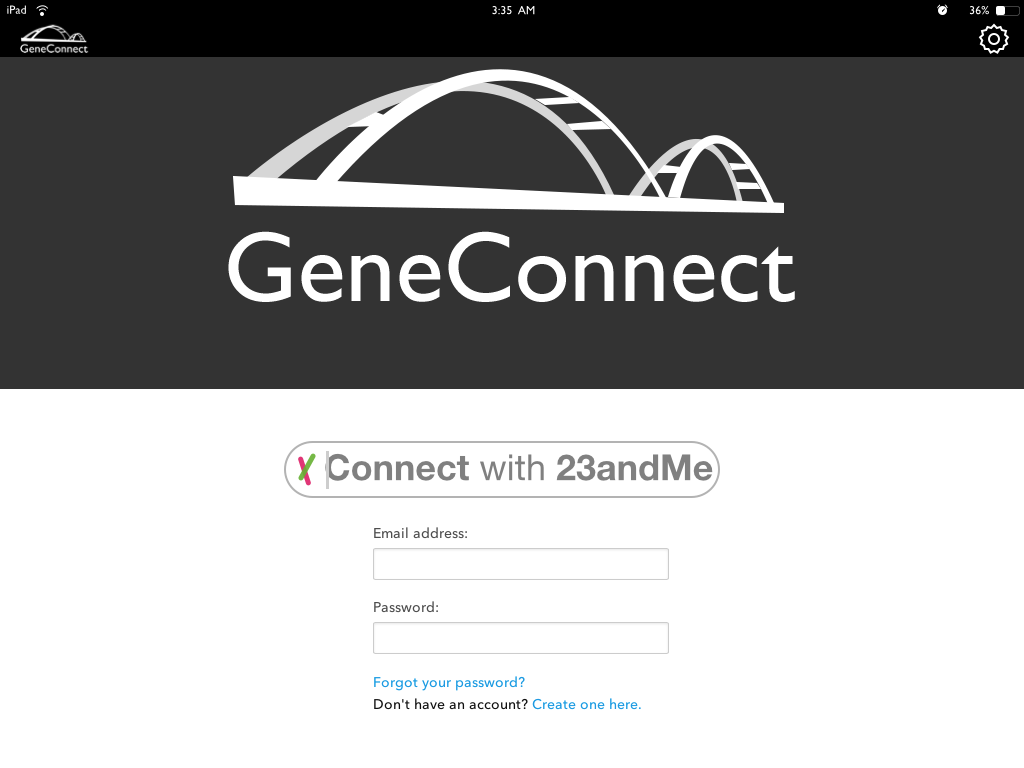 iPad 3:35 AM 36%
GeneConnect
GeneConnect
Connect with 23andMe
Email address:
Password:
Forgot your password?
Don't have an account? Create one here.